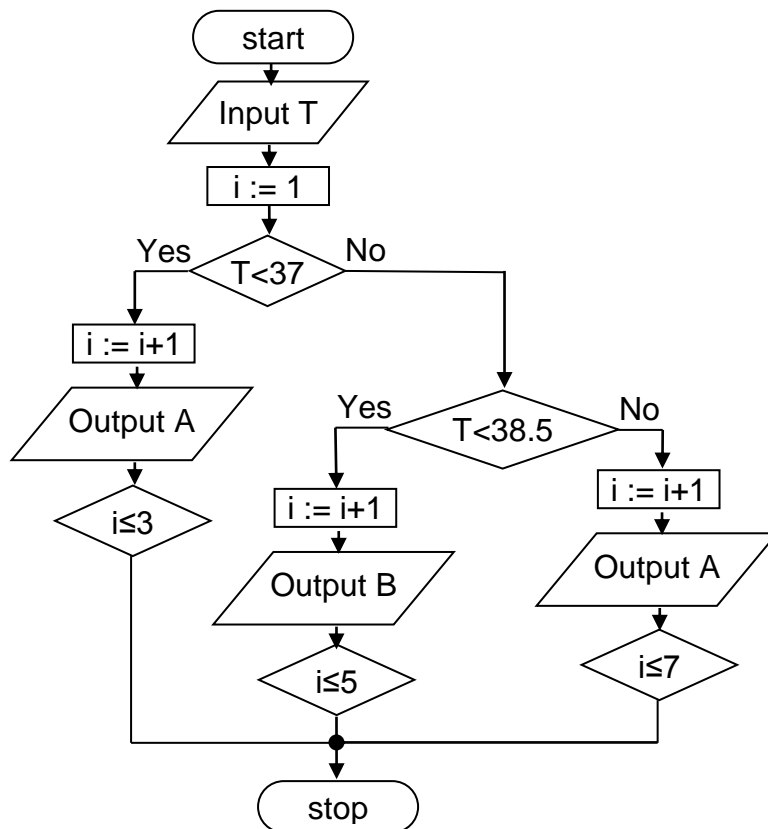 start
Input T
i := 1
Yes
No
T<37
i := i+1
Output A
i≤3
Yes
No
T<38.5
i := i+1
Output B
i≤5
i := i+1
Output A
i≤7
stop